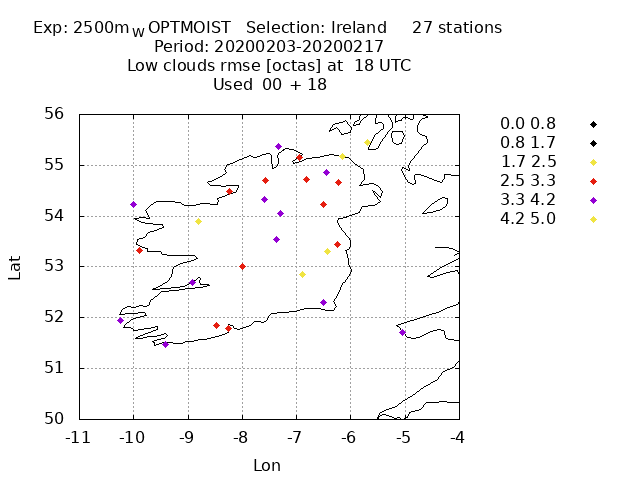 Exp: 2500m_W_OPTMOIST Selection: Ireland 27 stations
Period: 20200203-20200217
Low clouds rmse [octas] at 18 UTC
Used 00 + 18
56
55
54
53
52
51
50
-11 -10 -9 -8 -7 -6 -5 -4
Lat
Lon
0.0 0.8
0.8 1.7
1.7 2.5
2.5 3.3
3.3 4.2
4.2 5.0